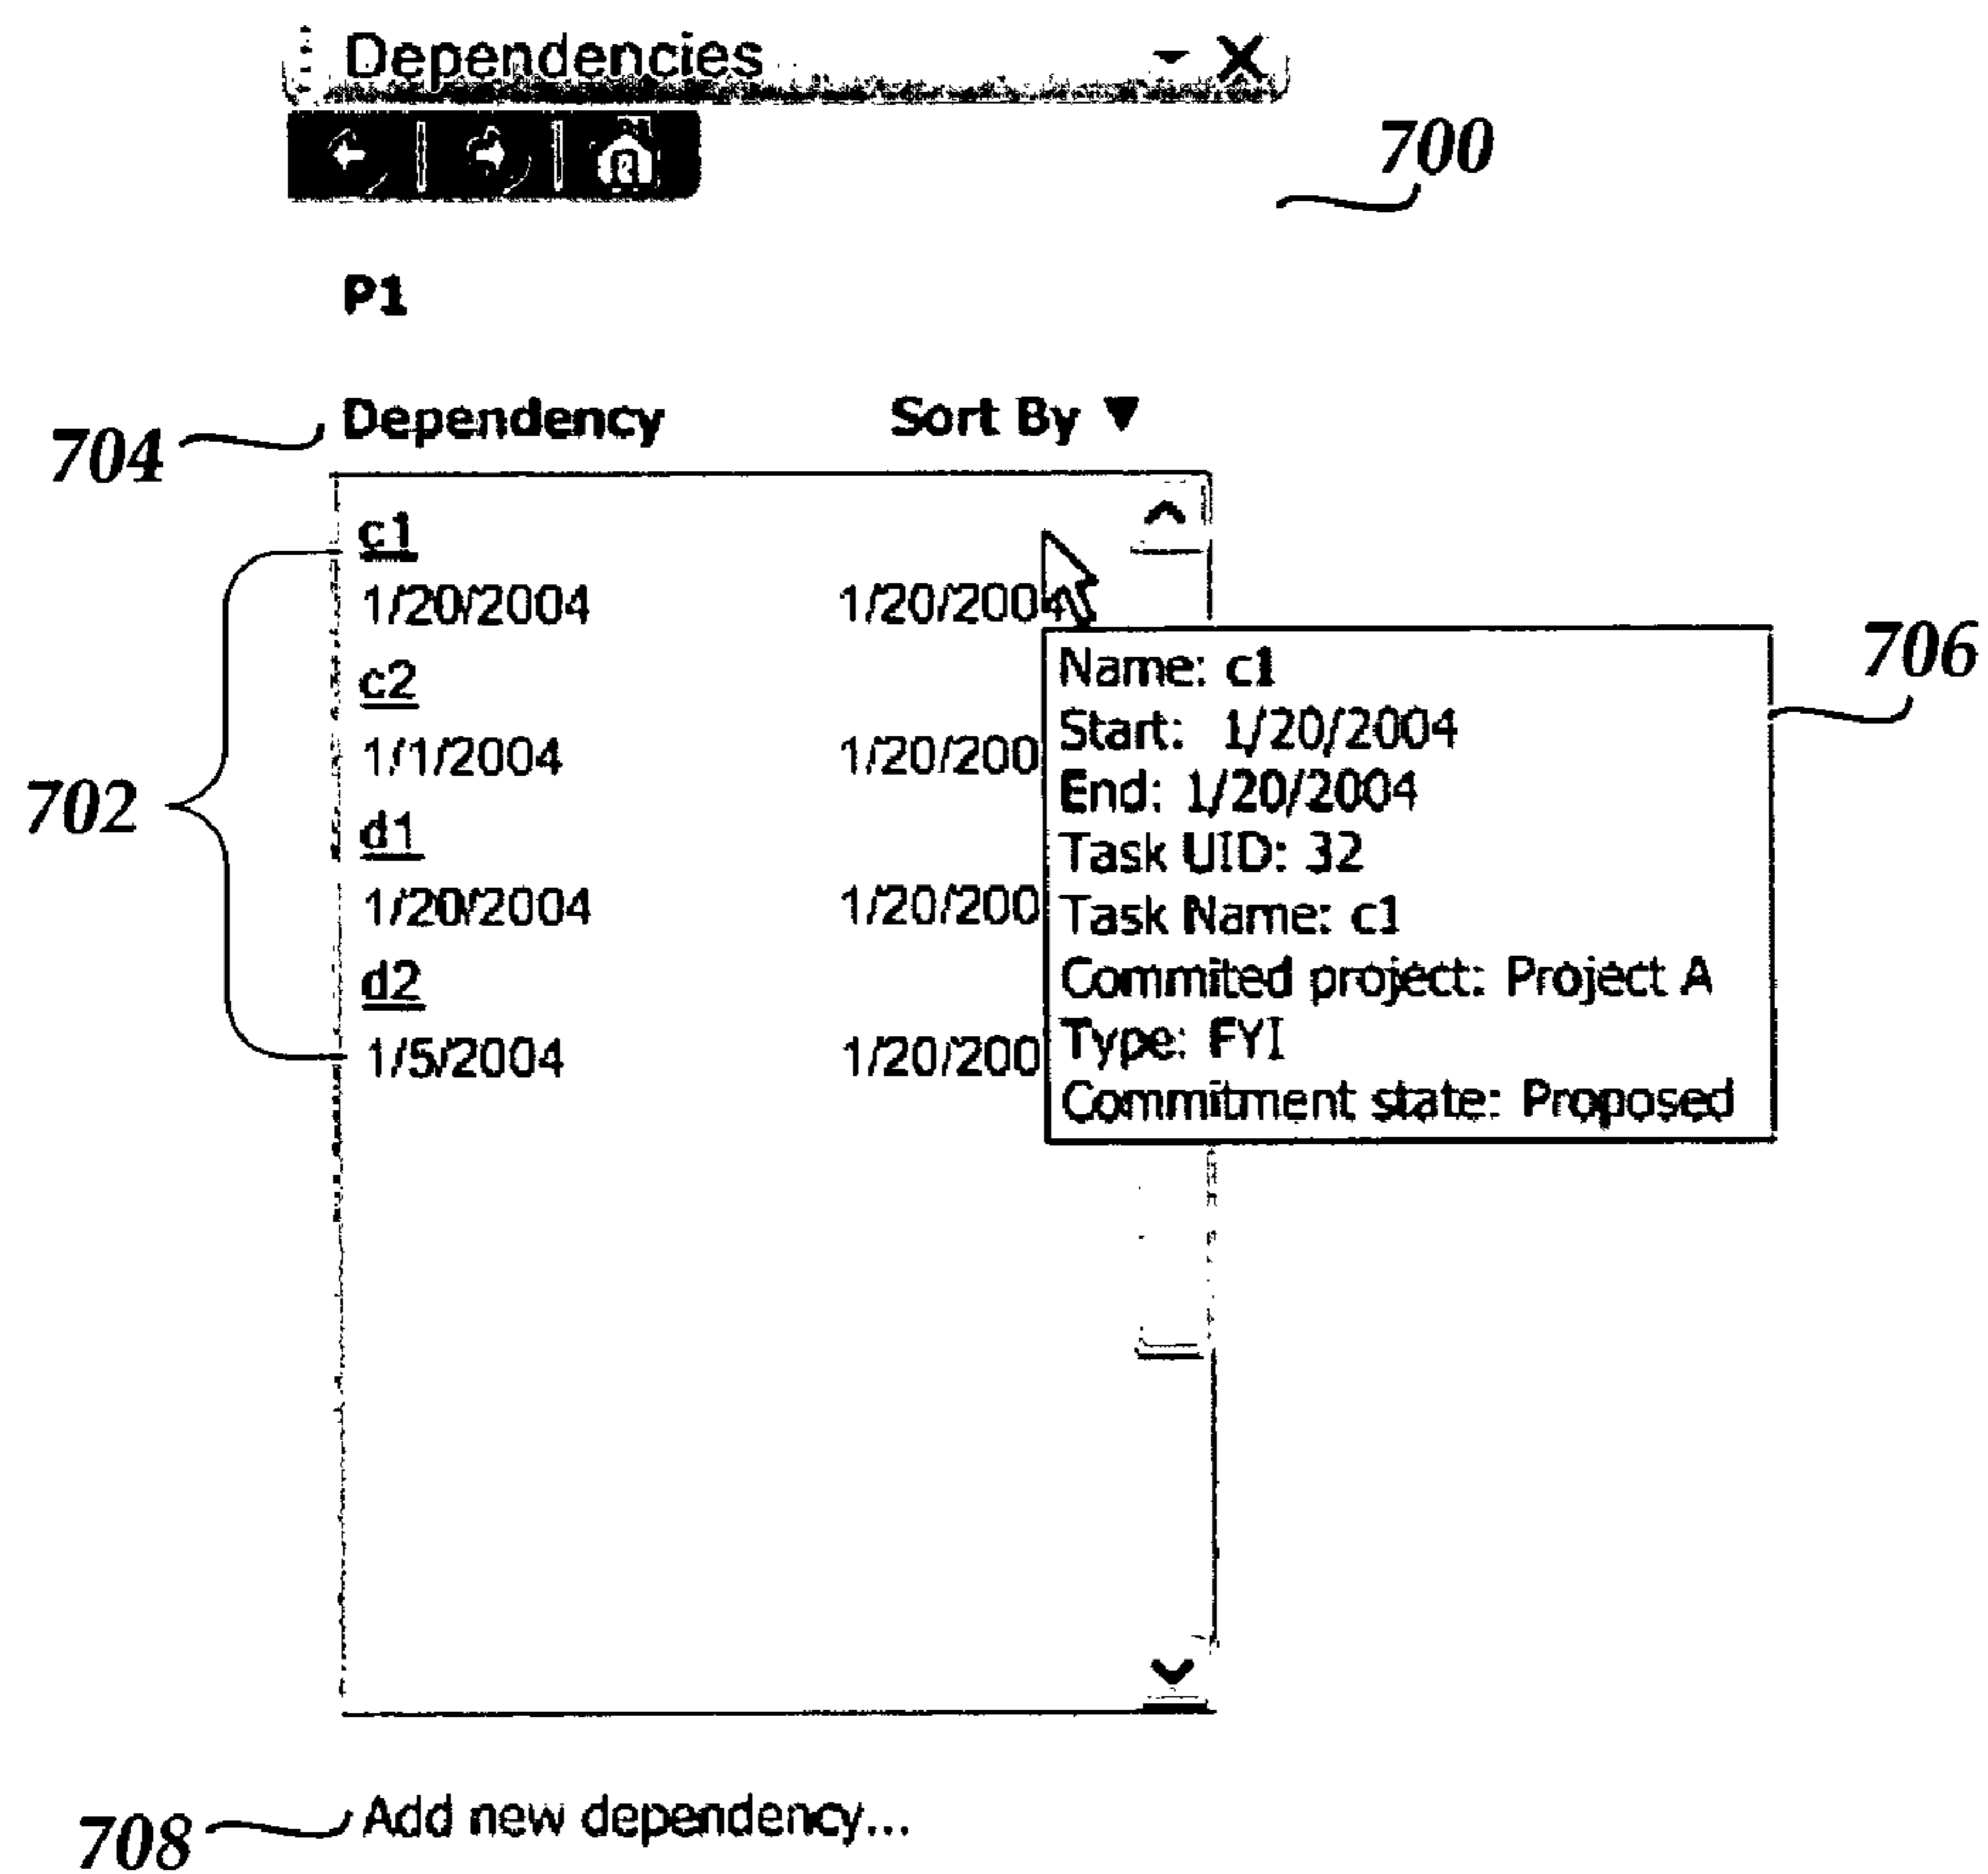 Dependencies
700
P1
704 Dependency Sort By ▼
c1
1/20/2004 1/20/2004
706
c2
1/1/2004 1/20/200
702
d1
1/20/2004 1/20/200
d2
1/5/2004 1/20/200
Name: c1
Start: 1/20/2004
End: 1/20/2004
Task UID: 32
Task Name: c1
Commited project: Project A
Type: FYI
Commitment state: Proposed
708 Add new dependency...